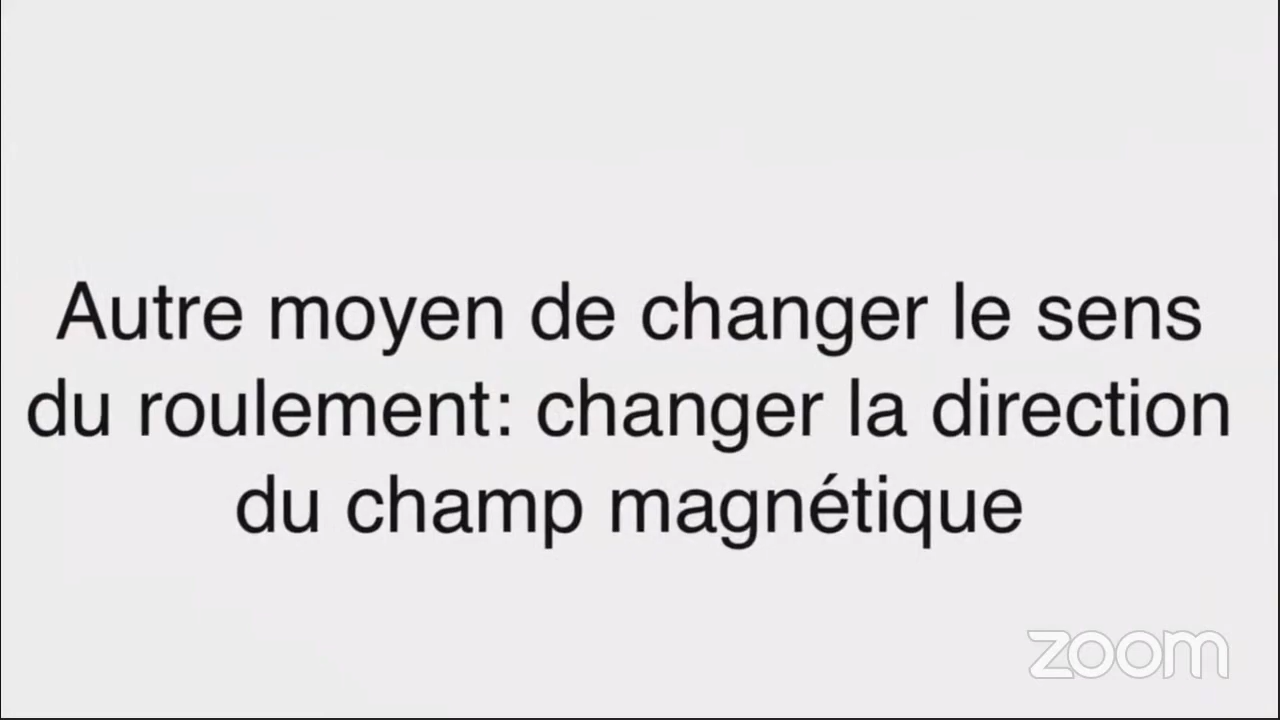 Autre moyen de changer le sens
du roulement: changer la direction
du champ magnétique
zoom